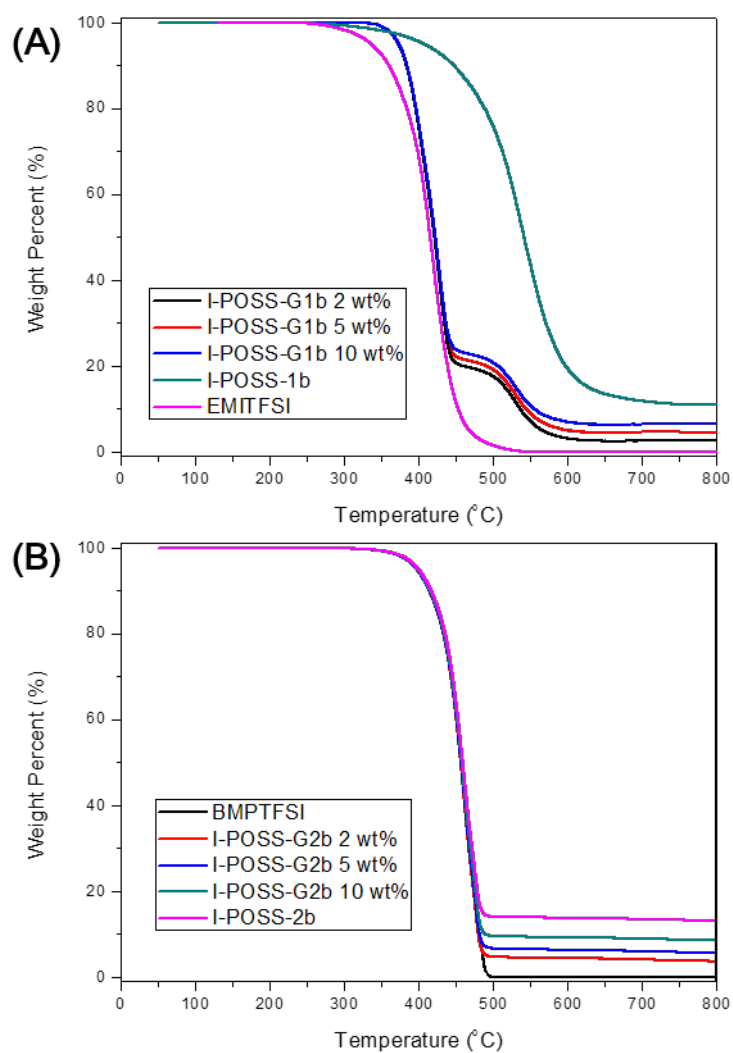 (A)
100
80
60
40
20
0
Weight Percent (%)
I-POSS-G1b 2 wt%
I-POSS-G1b 5 wt%
I-POSS-G1b 10 wt%
I-POSS-1b
EMITFSI
0 100 200 300 400 500 600 700 800
Temperature (°C)
(B)
100
80
60
40
20
0
Weight Percent (%)
BMPTFSI
I-POSS-G2b 2 wt%
I-POSS-G2b 5 wt%
I-POSS-G2b 10 wt%
I-POSS-2b
0 100 200 300 400 500 600 700 800
Temperature (°C)